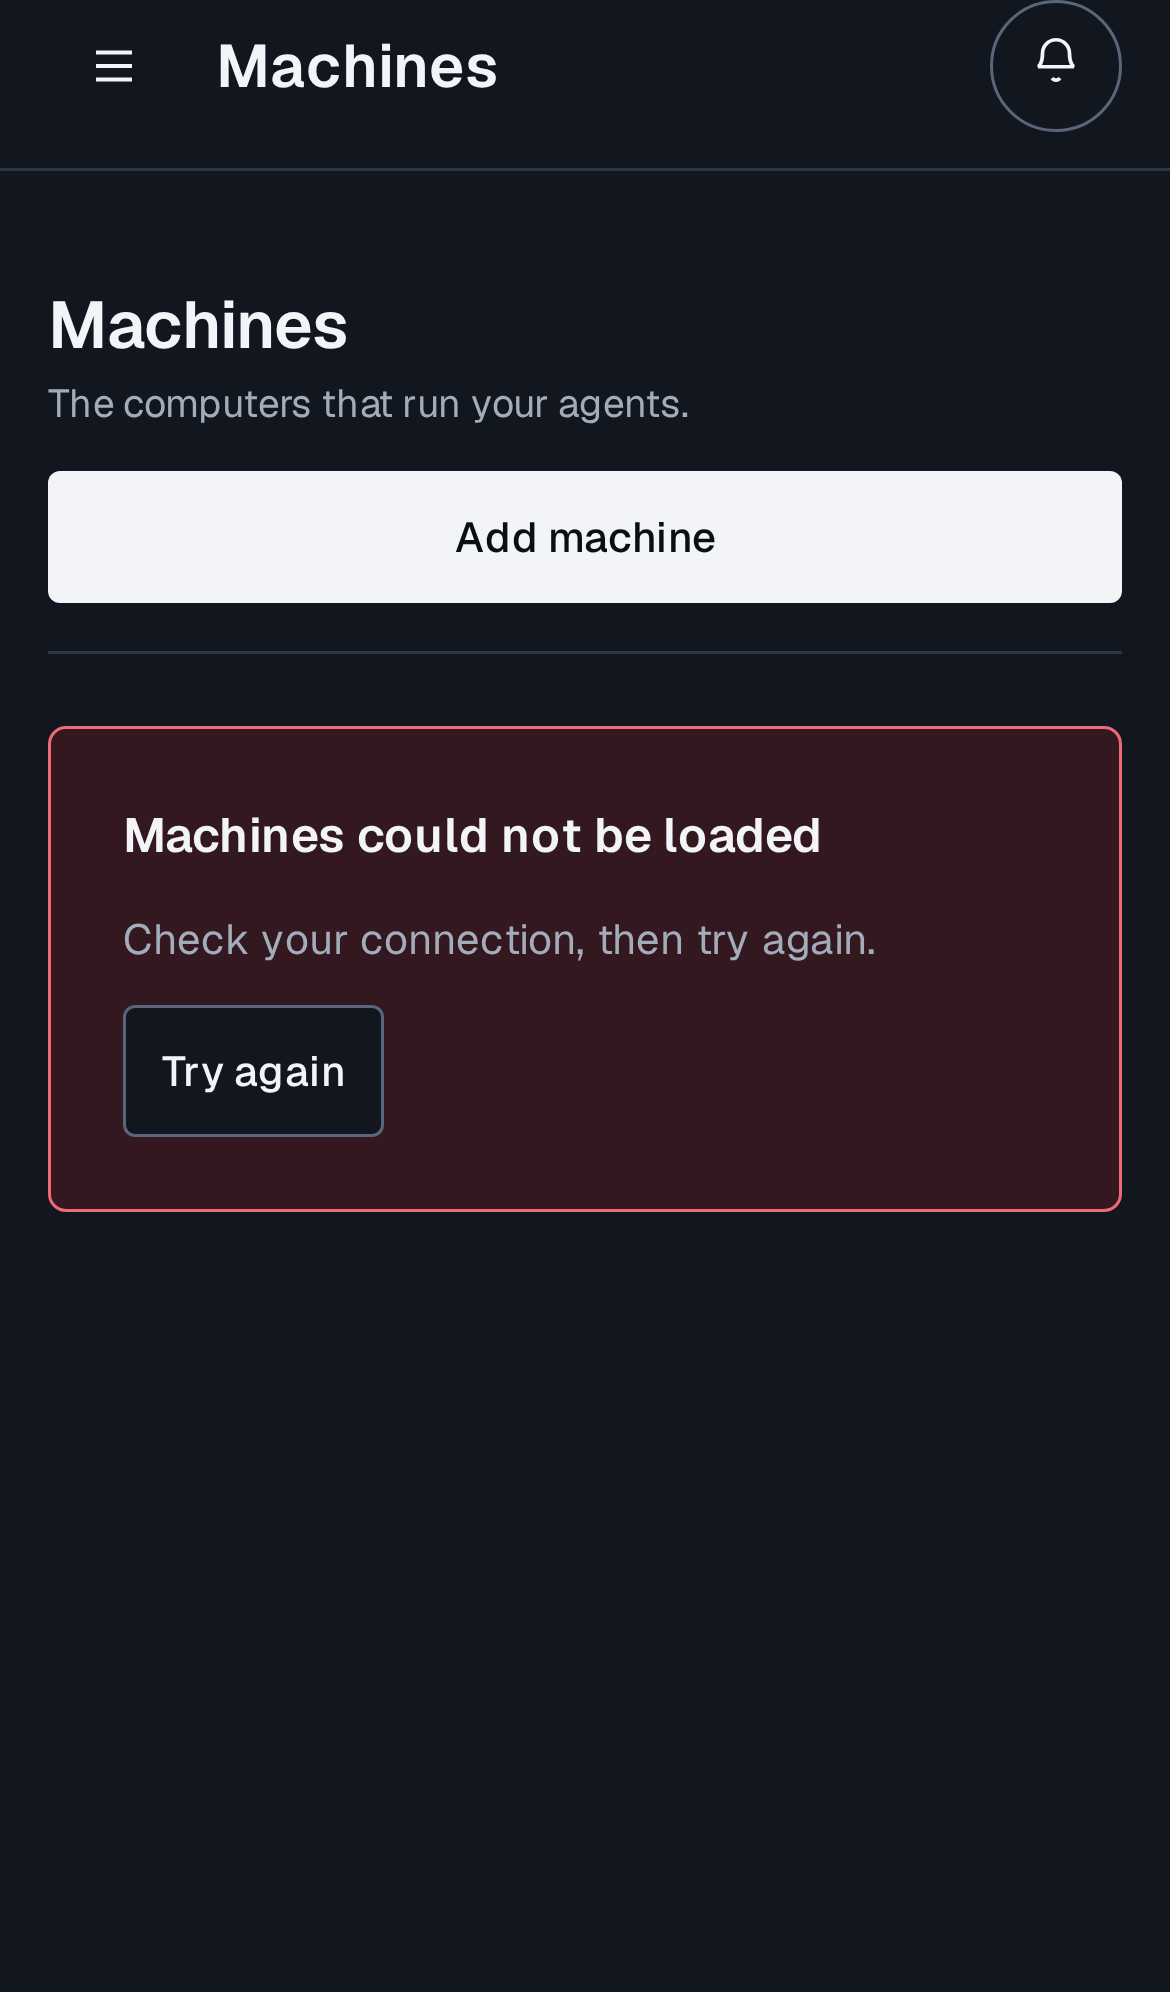 Machines
Machines
The computers that run your agents.
Add machine
Machines could not be loaded
Check your connection, then try again.
Try again